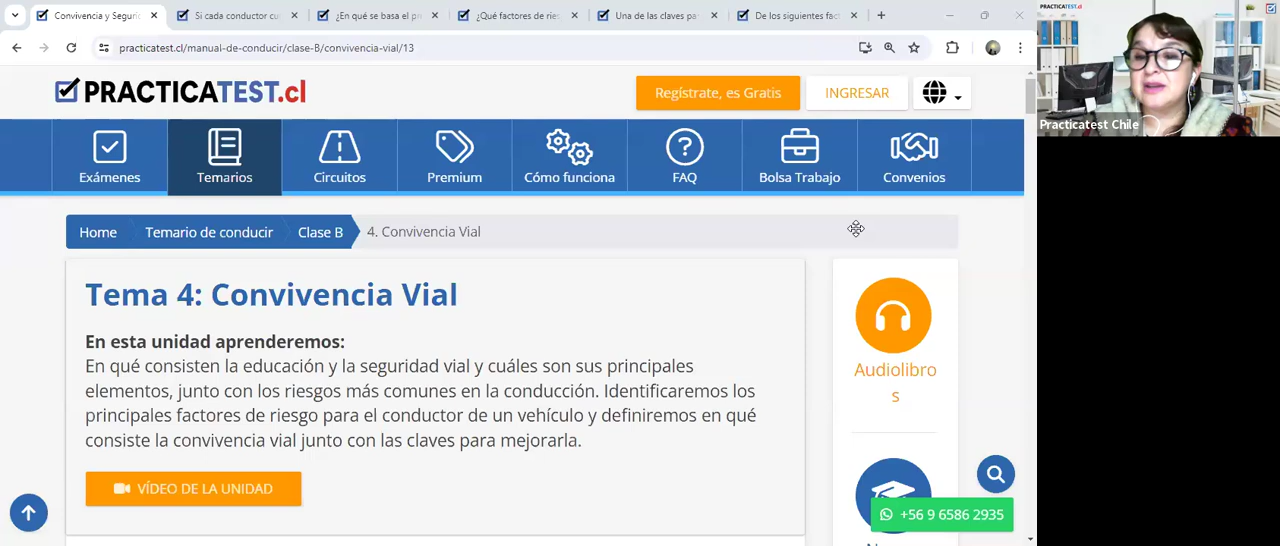 Convivencia y Seguri
Si cada conductor cu
¿En qué se basa el pr
¿Qué factores de rie
Una de las claves pa
De los siguientes fact
practicatest.cl/manual-de-conducir/clase-B/convivencia-vial/13
PRACTICATEST.cl
Regístrate, es Gratis
INGRESAR
Exámenes
Temarios
Circuitos
Premium
Cómo funciona
FAQ
Bolsa Trabajo
Convenios
Home
Temario de conducir
Clase B
4. Convivencia Vial
Tema 4: Convivencia Vial
En esta unidad aprenderemos:
En qué consisten la educación y la seguridad vial y cuáles son sus principales
elementos, junto con los riesgos más comunes en la conducción. Identificaremos los
principales factores de riesgo para el conductor de un vehículo y definiremos en qué
consiste la convivencia vial junto con las claves para mejorarla.
VÍDEO DE LA UNIDAD
Audiolibro
s
+56 9 6586 2935
PRACTICATEST.cl
Practicatest Chile